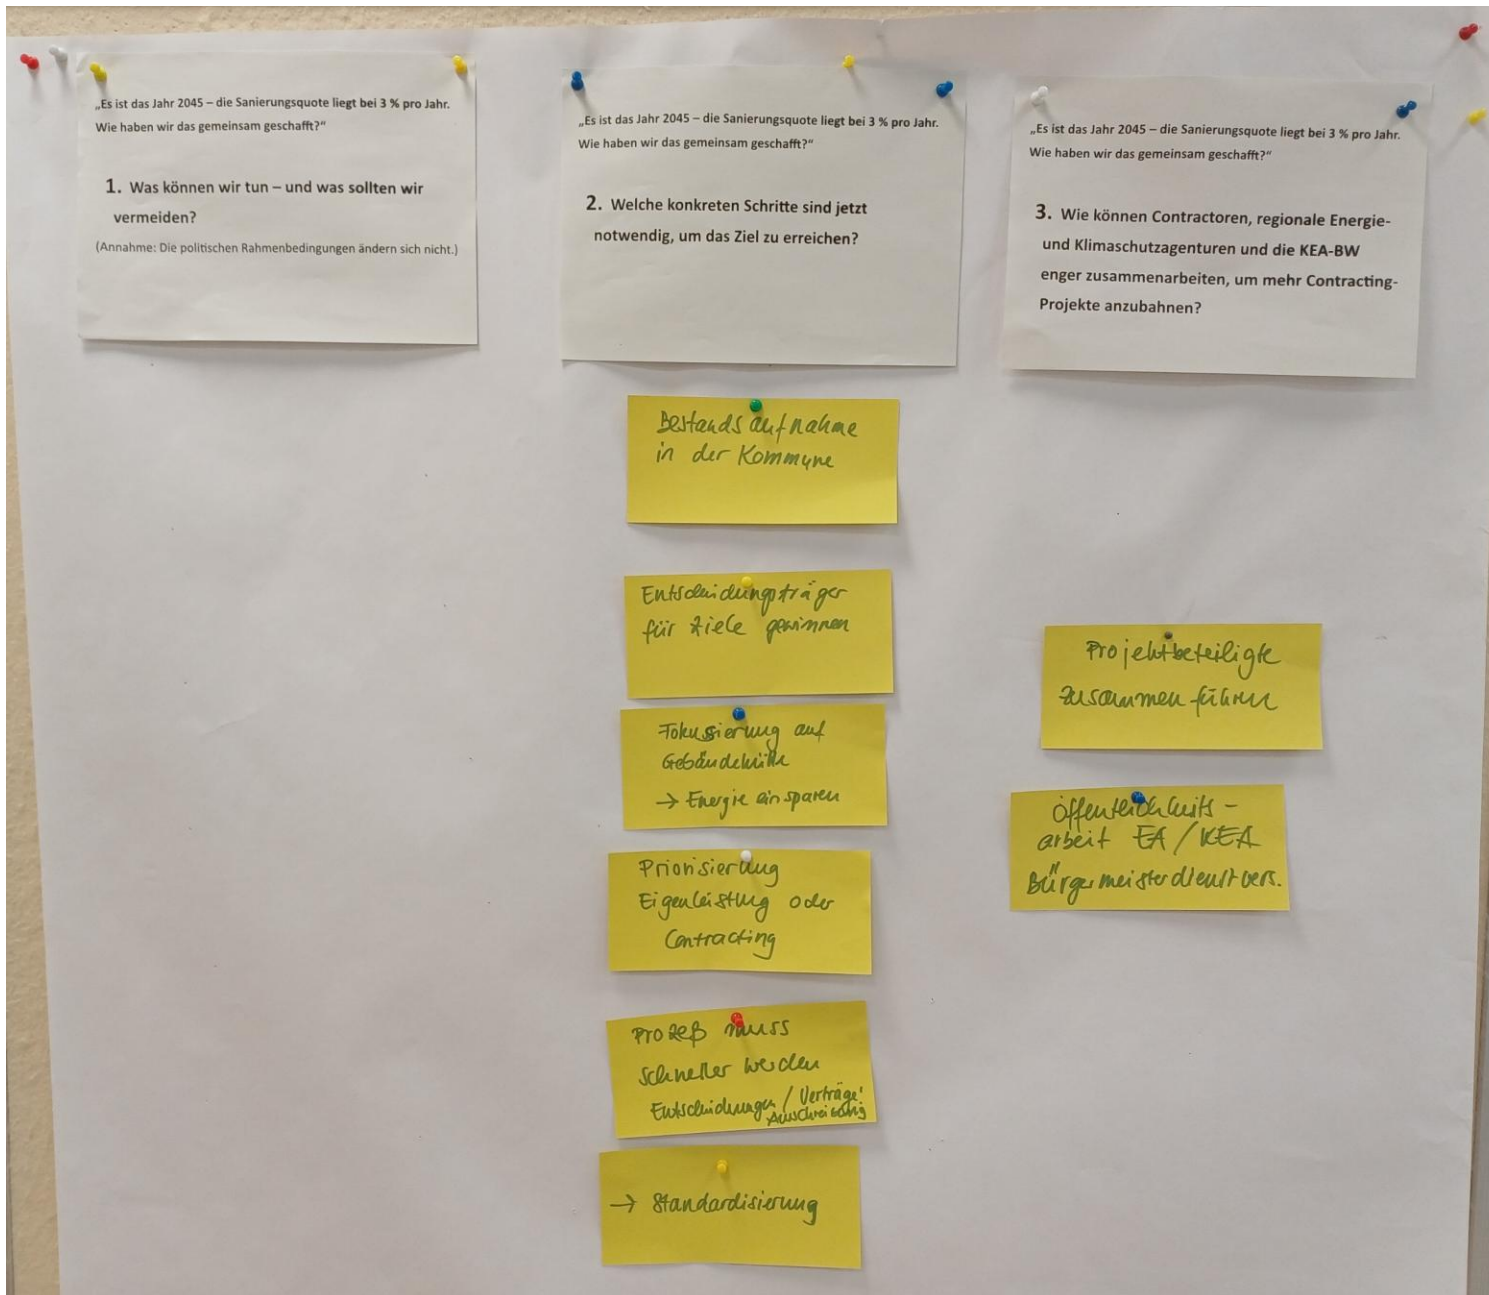 „Es ist das Jahr 2045 – die Sanierungsquote liegt bei 3 % pro Jahr.
Wie haben wir das gemeinsam geschafft?“
1. Was können wir tun – und was sollten wir
vermeiden?
(Annahme: Die politischen Rahmenbedingungen ändern sich nicht.)
„Es ist das Jahr 2045 – die Sanierungsquote liegt bei 3 % pro Jahr.
Wie haben wir das gemeinsam geschafft?“
2. Welche konkreten Schritte sind jetzt
notwendig, um das Ziel zu erreichen?
Bestandsaufnahme
in der Kommune
Entscheidungsträger
für Ziele gewinnen
Fokussierung auf
Gebäudehülle
→ Energie einsparen
Priorisierung
Eigenleistung oder
Contracting
Prozeß muss
schneller werden
Entscheidungen / Verträge
Ausschreibung
→ Standardisierung
„Es ist das Jahr 2045 – die Sanierungsquote liegt bei 3 % pro Jahr.
Wie haben wir das gemeinsam geschafft?“
3. Wie können Contractoren, regionale Energie-
und Klimaschutzagenturen und die KEA-BW
enger zusammenarbeiten, um mehr Contracting-
Projekte anzubahnen?
Projektbeteiligte
zusammenführen
Öffentlichkeits-
arbeit EA / KEA
Bürgermeisterdienstvers.